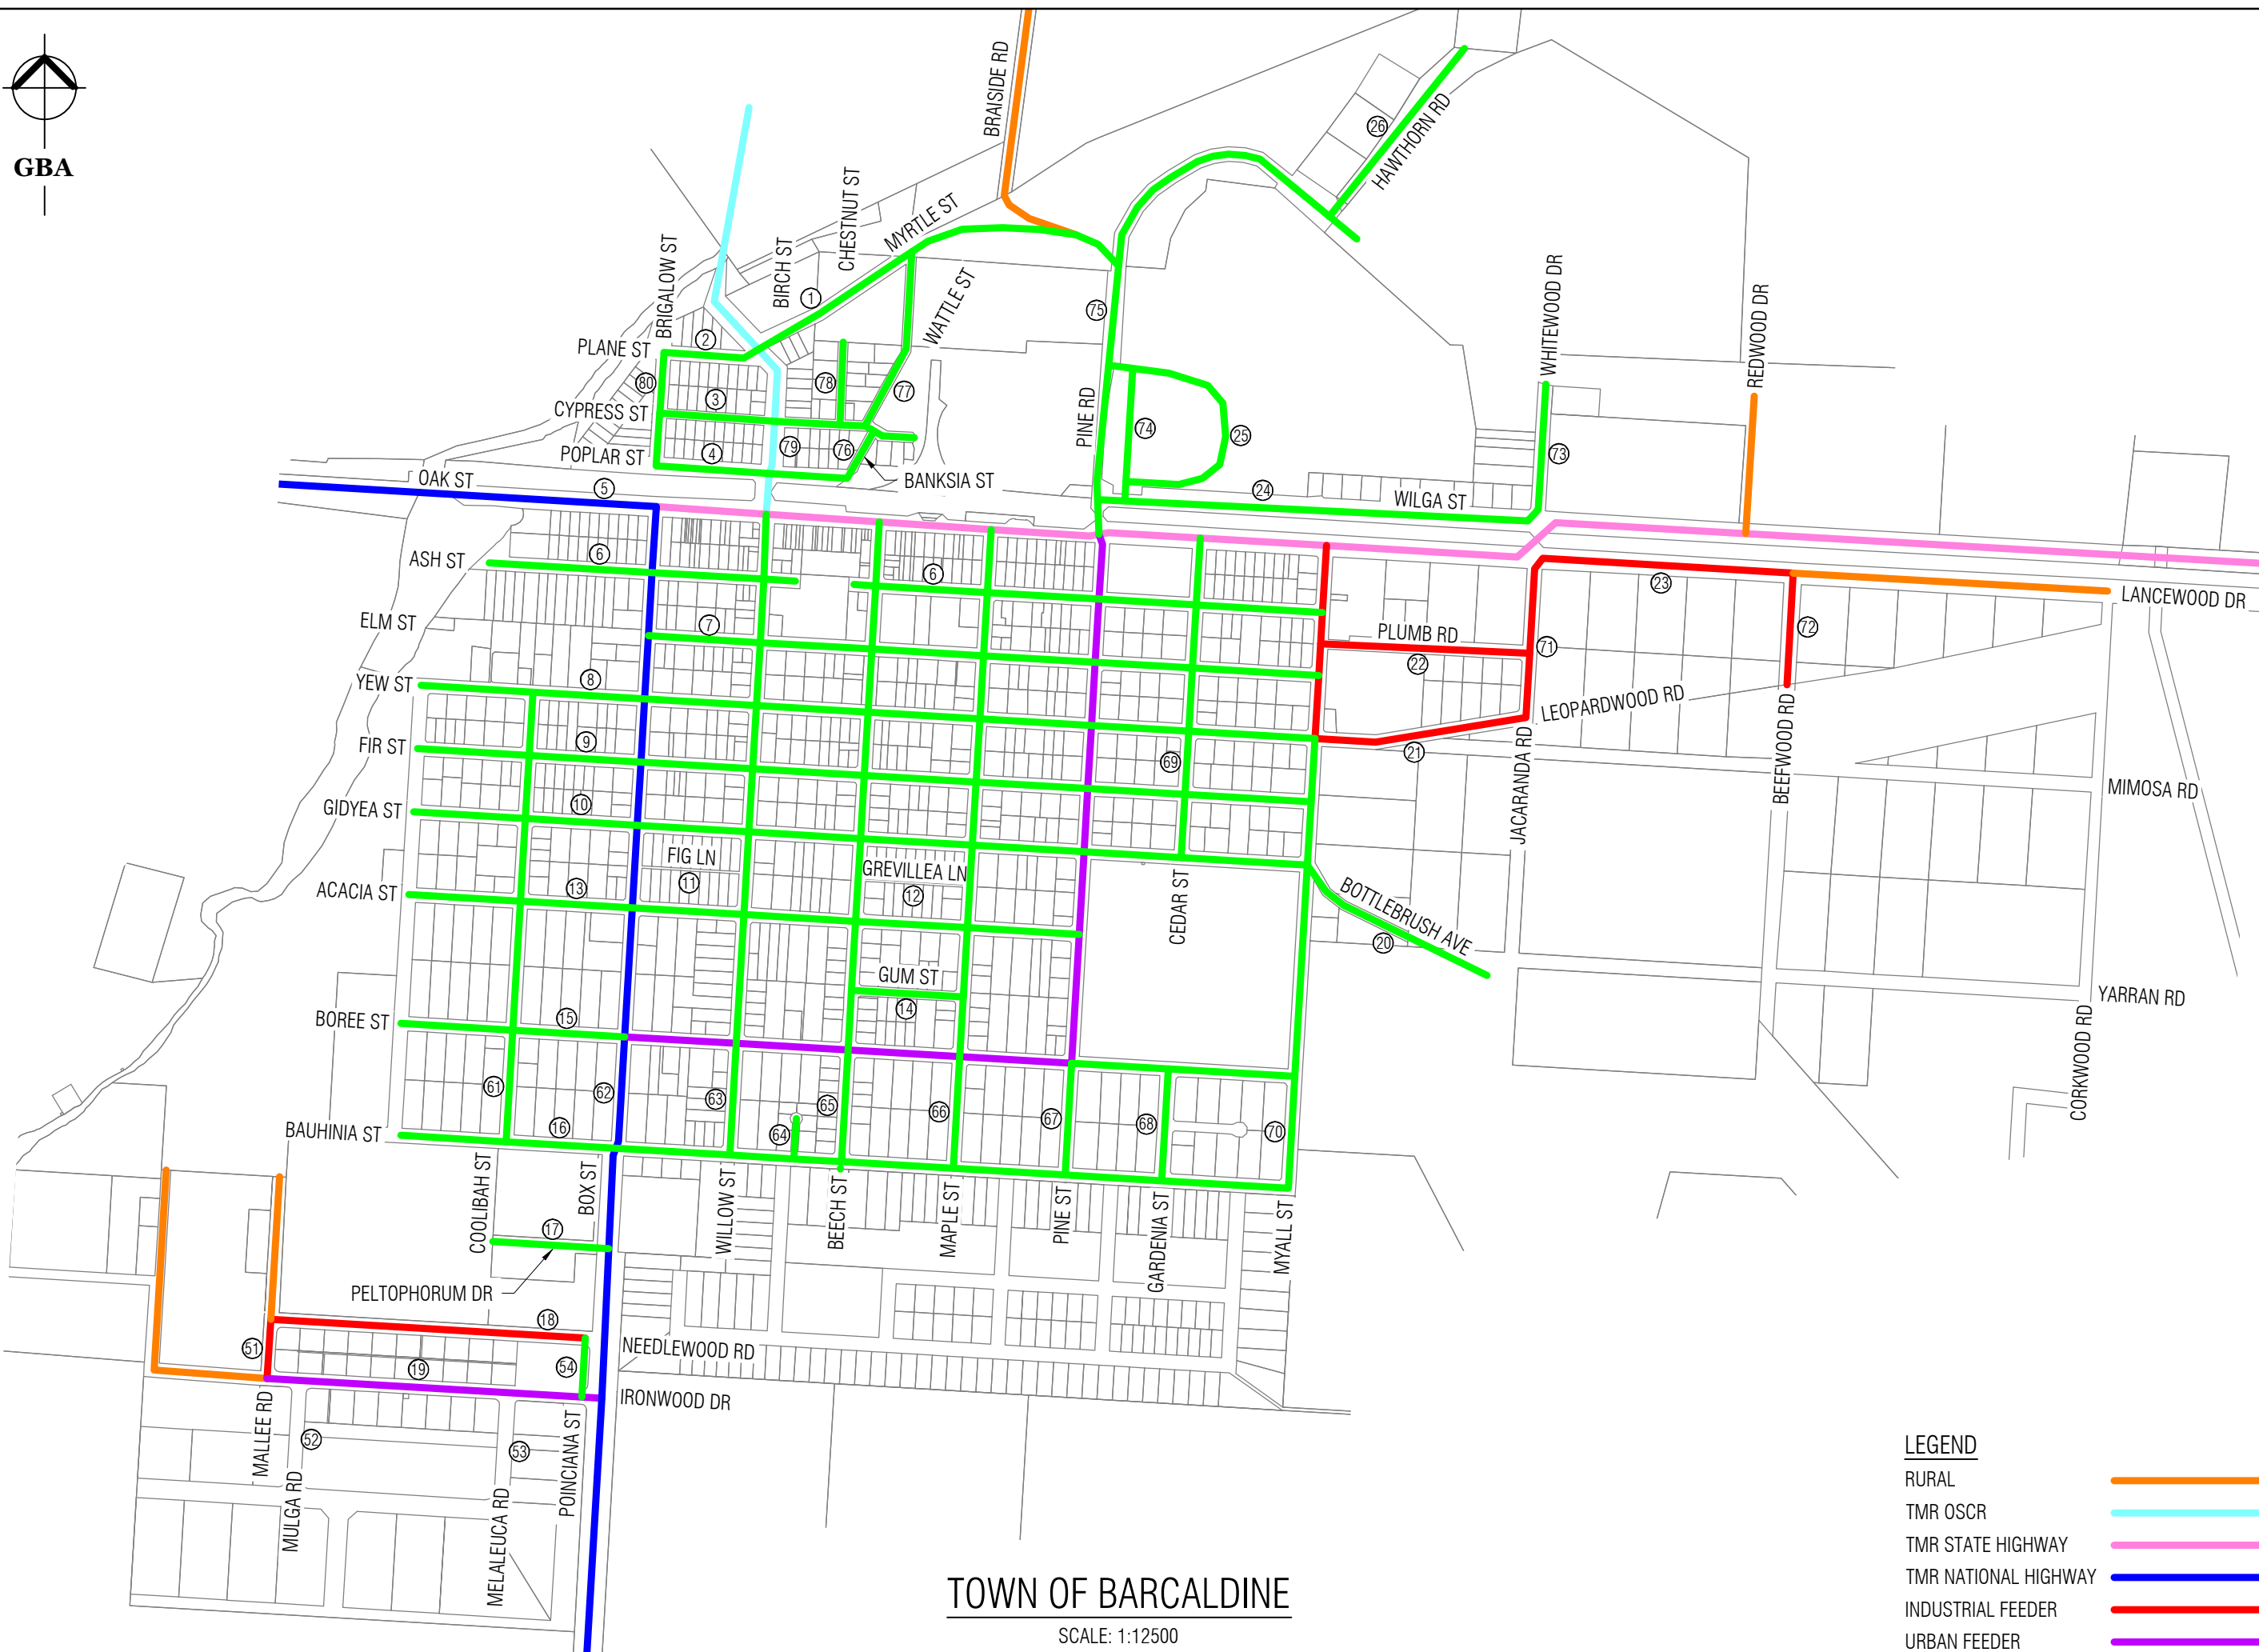 GBA
BRAISIDE RD
26
HAWTHORN RD
CHESTNUT ST
MYRTLE ST
BIRCH ST
BRIGALOW ST
1
WATTLE ST
75
WHITEWOOD DR
REDWOOD DR
2
PLANE ST
80
78
77
3
CYPRESS ST
PINE RD
74
25
4
79
76
73
POPLAR ST
BANKSIA ST
OAK ST
5
24
WILGA ST
6
ASH ST
6
23
LANCEWOOD DR
ELM ST
7
PLUMB RD
72
22
71
YEW ST
8
LEOPARDWOOD RD
FIR ST
9
69
21
JACARANDA RD
BEEFWOOD RD
MIMOSA RD
GIDYEA ST
10
FIG LN
GREVILLEA LN
ACACIA ST
13
11
12
CEDAR ST
BOTTLEBRUSH AVE
20
GUM ST
14
YARRAN RD
BOREE ST
15
CORKWOOD RD
61
62
63
65
66
67
68
70
64
BAUHINIA ST
16
COOLIBAH ST
BOX ST
WILLOW ST
BEECH ST
MAPLE ST
PINE ST
GARDENIA ST
MYALL ST
17
PELTOPHORUM DR
18
51
19
54
NEEDLEWOOD RD
IRONWOOD DR
MALLEE RD
52
MULGA RD
53
MELALEUCA RD
POINCIANA ST
TOWN OF BARCALDINE
SCALE: 1:12500
LEGEND
RURAL
TMR OSCR
TMR STATE HIGHWAY
TMR NATIONAL HIGHWAY
INDUSTRIAL FEEDER
URBAN FEEDER